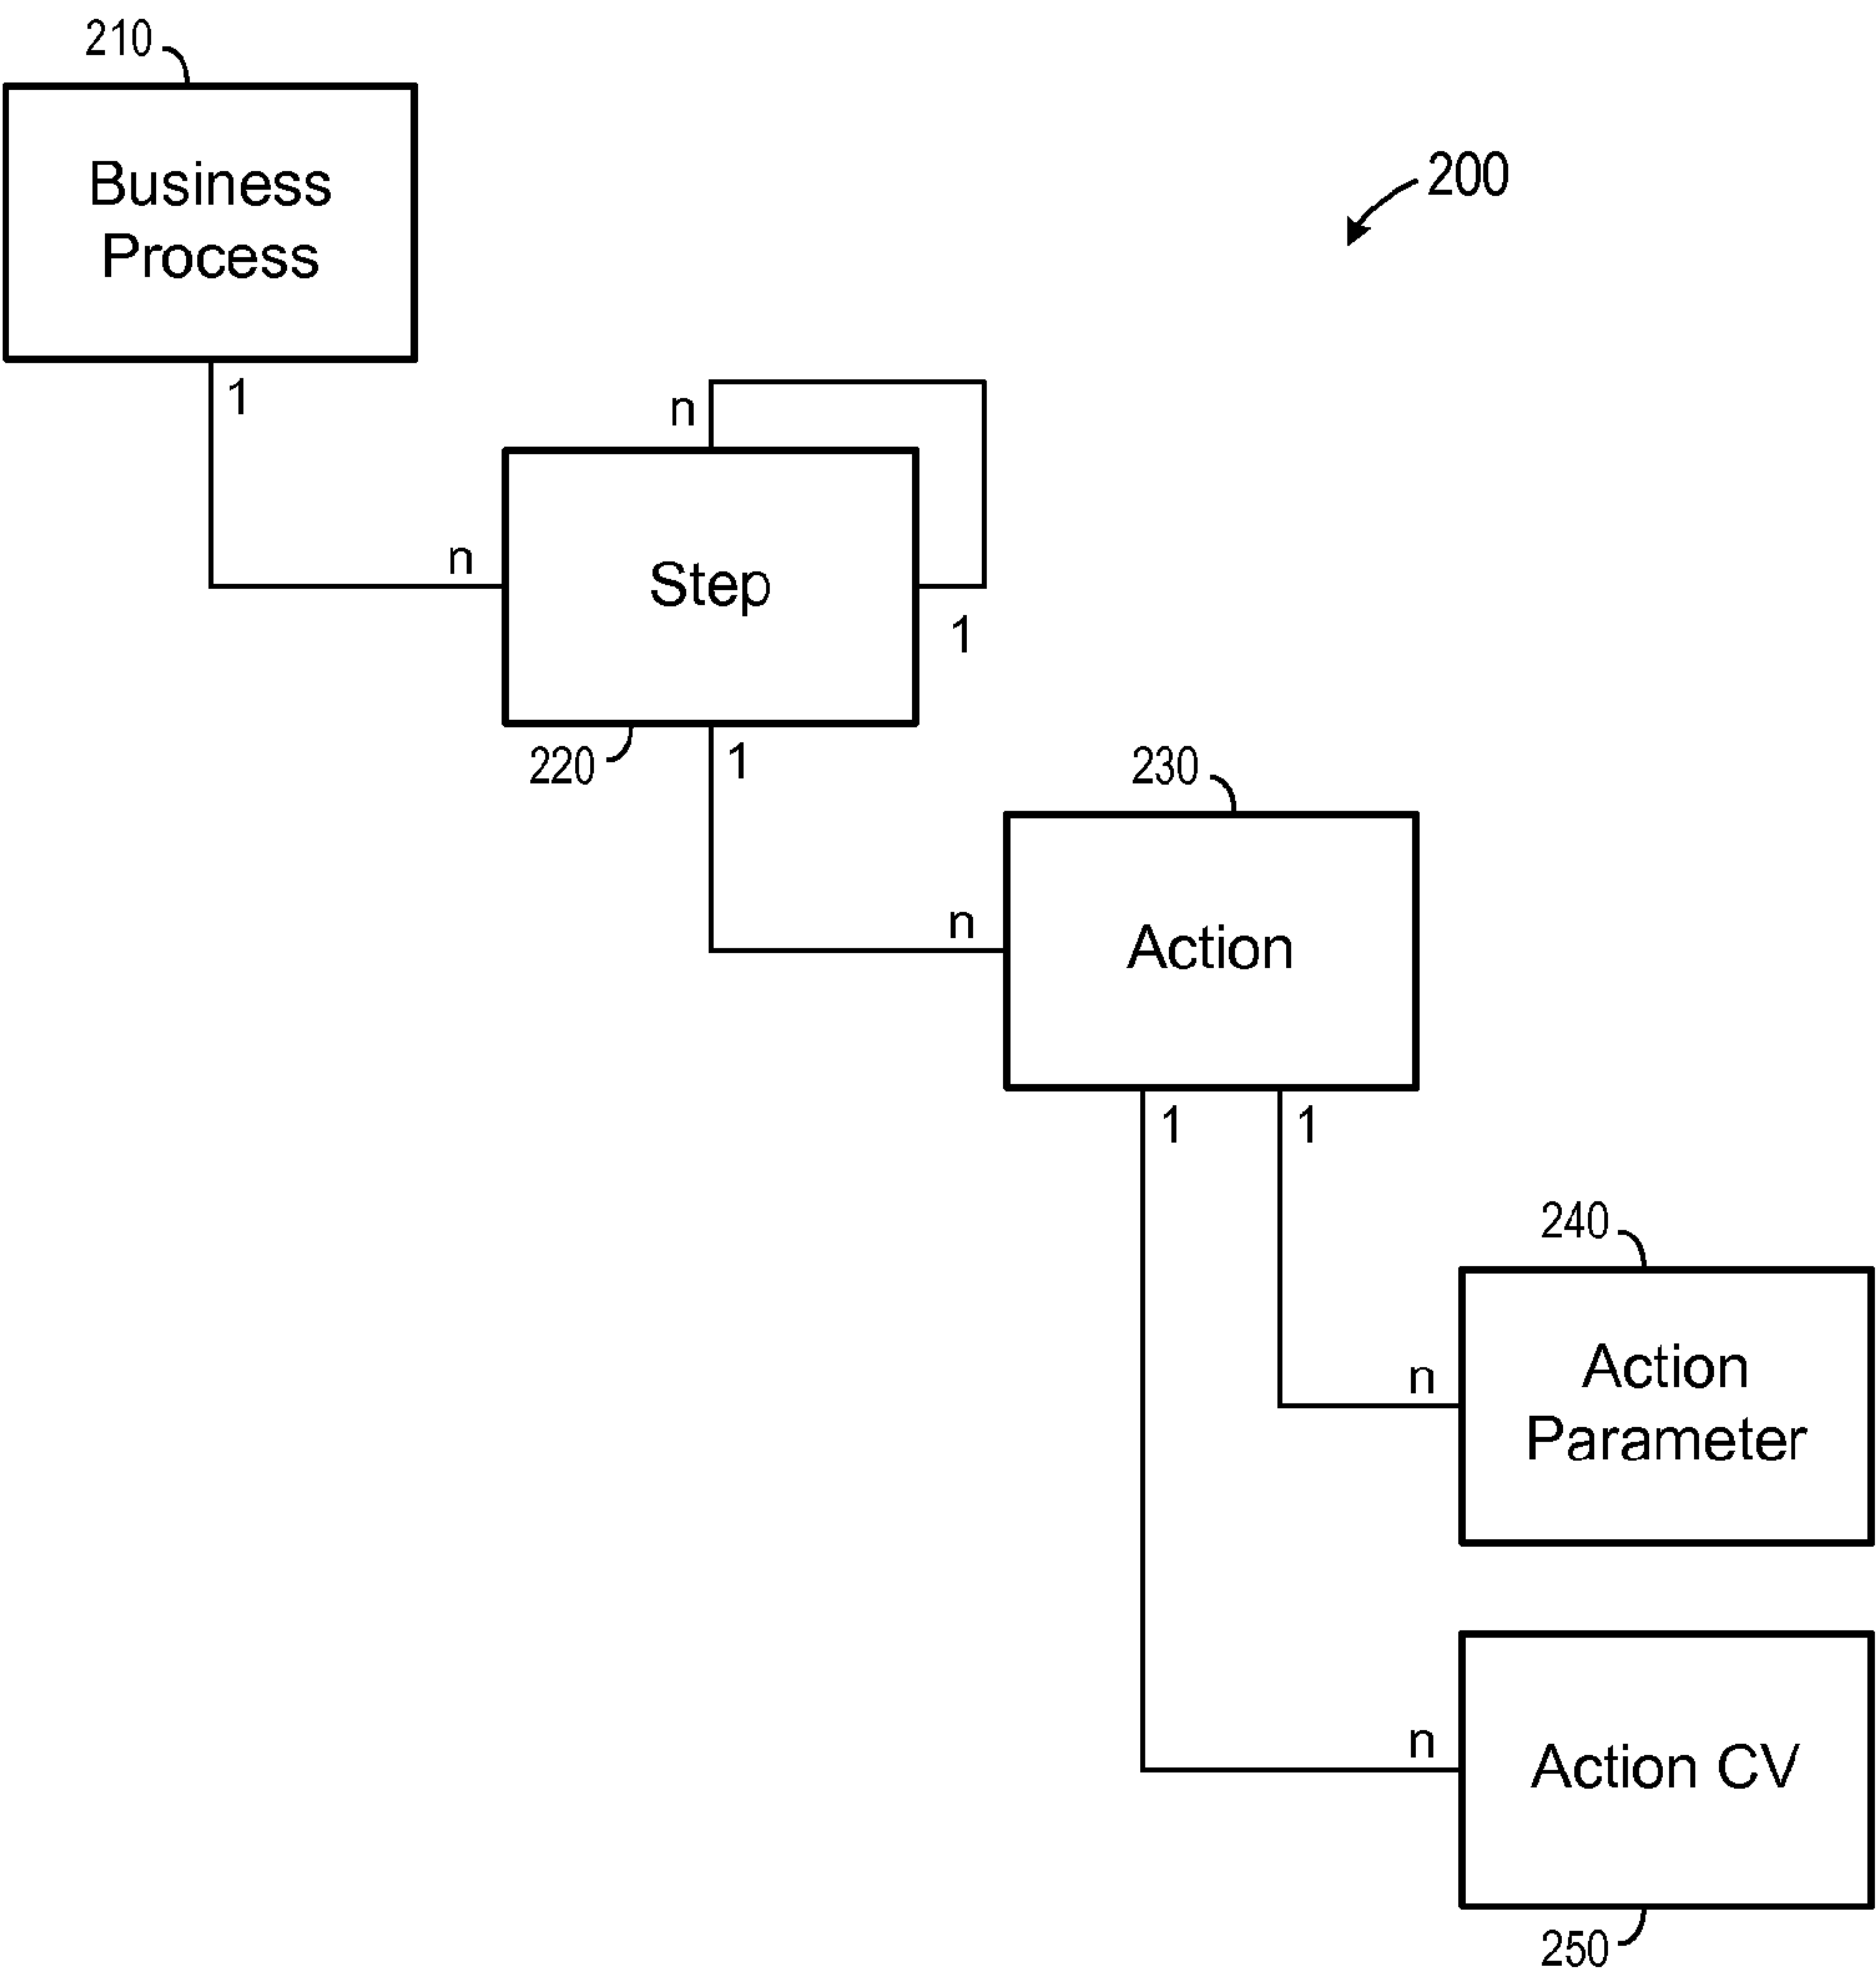 210
Business
Process
200
1
n
n
Step
1
220
1
230
n
Action
1
1
240
n
Action
Parameter
n
Action CV
250